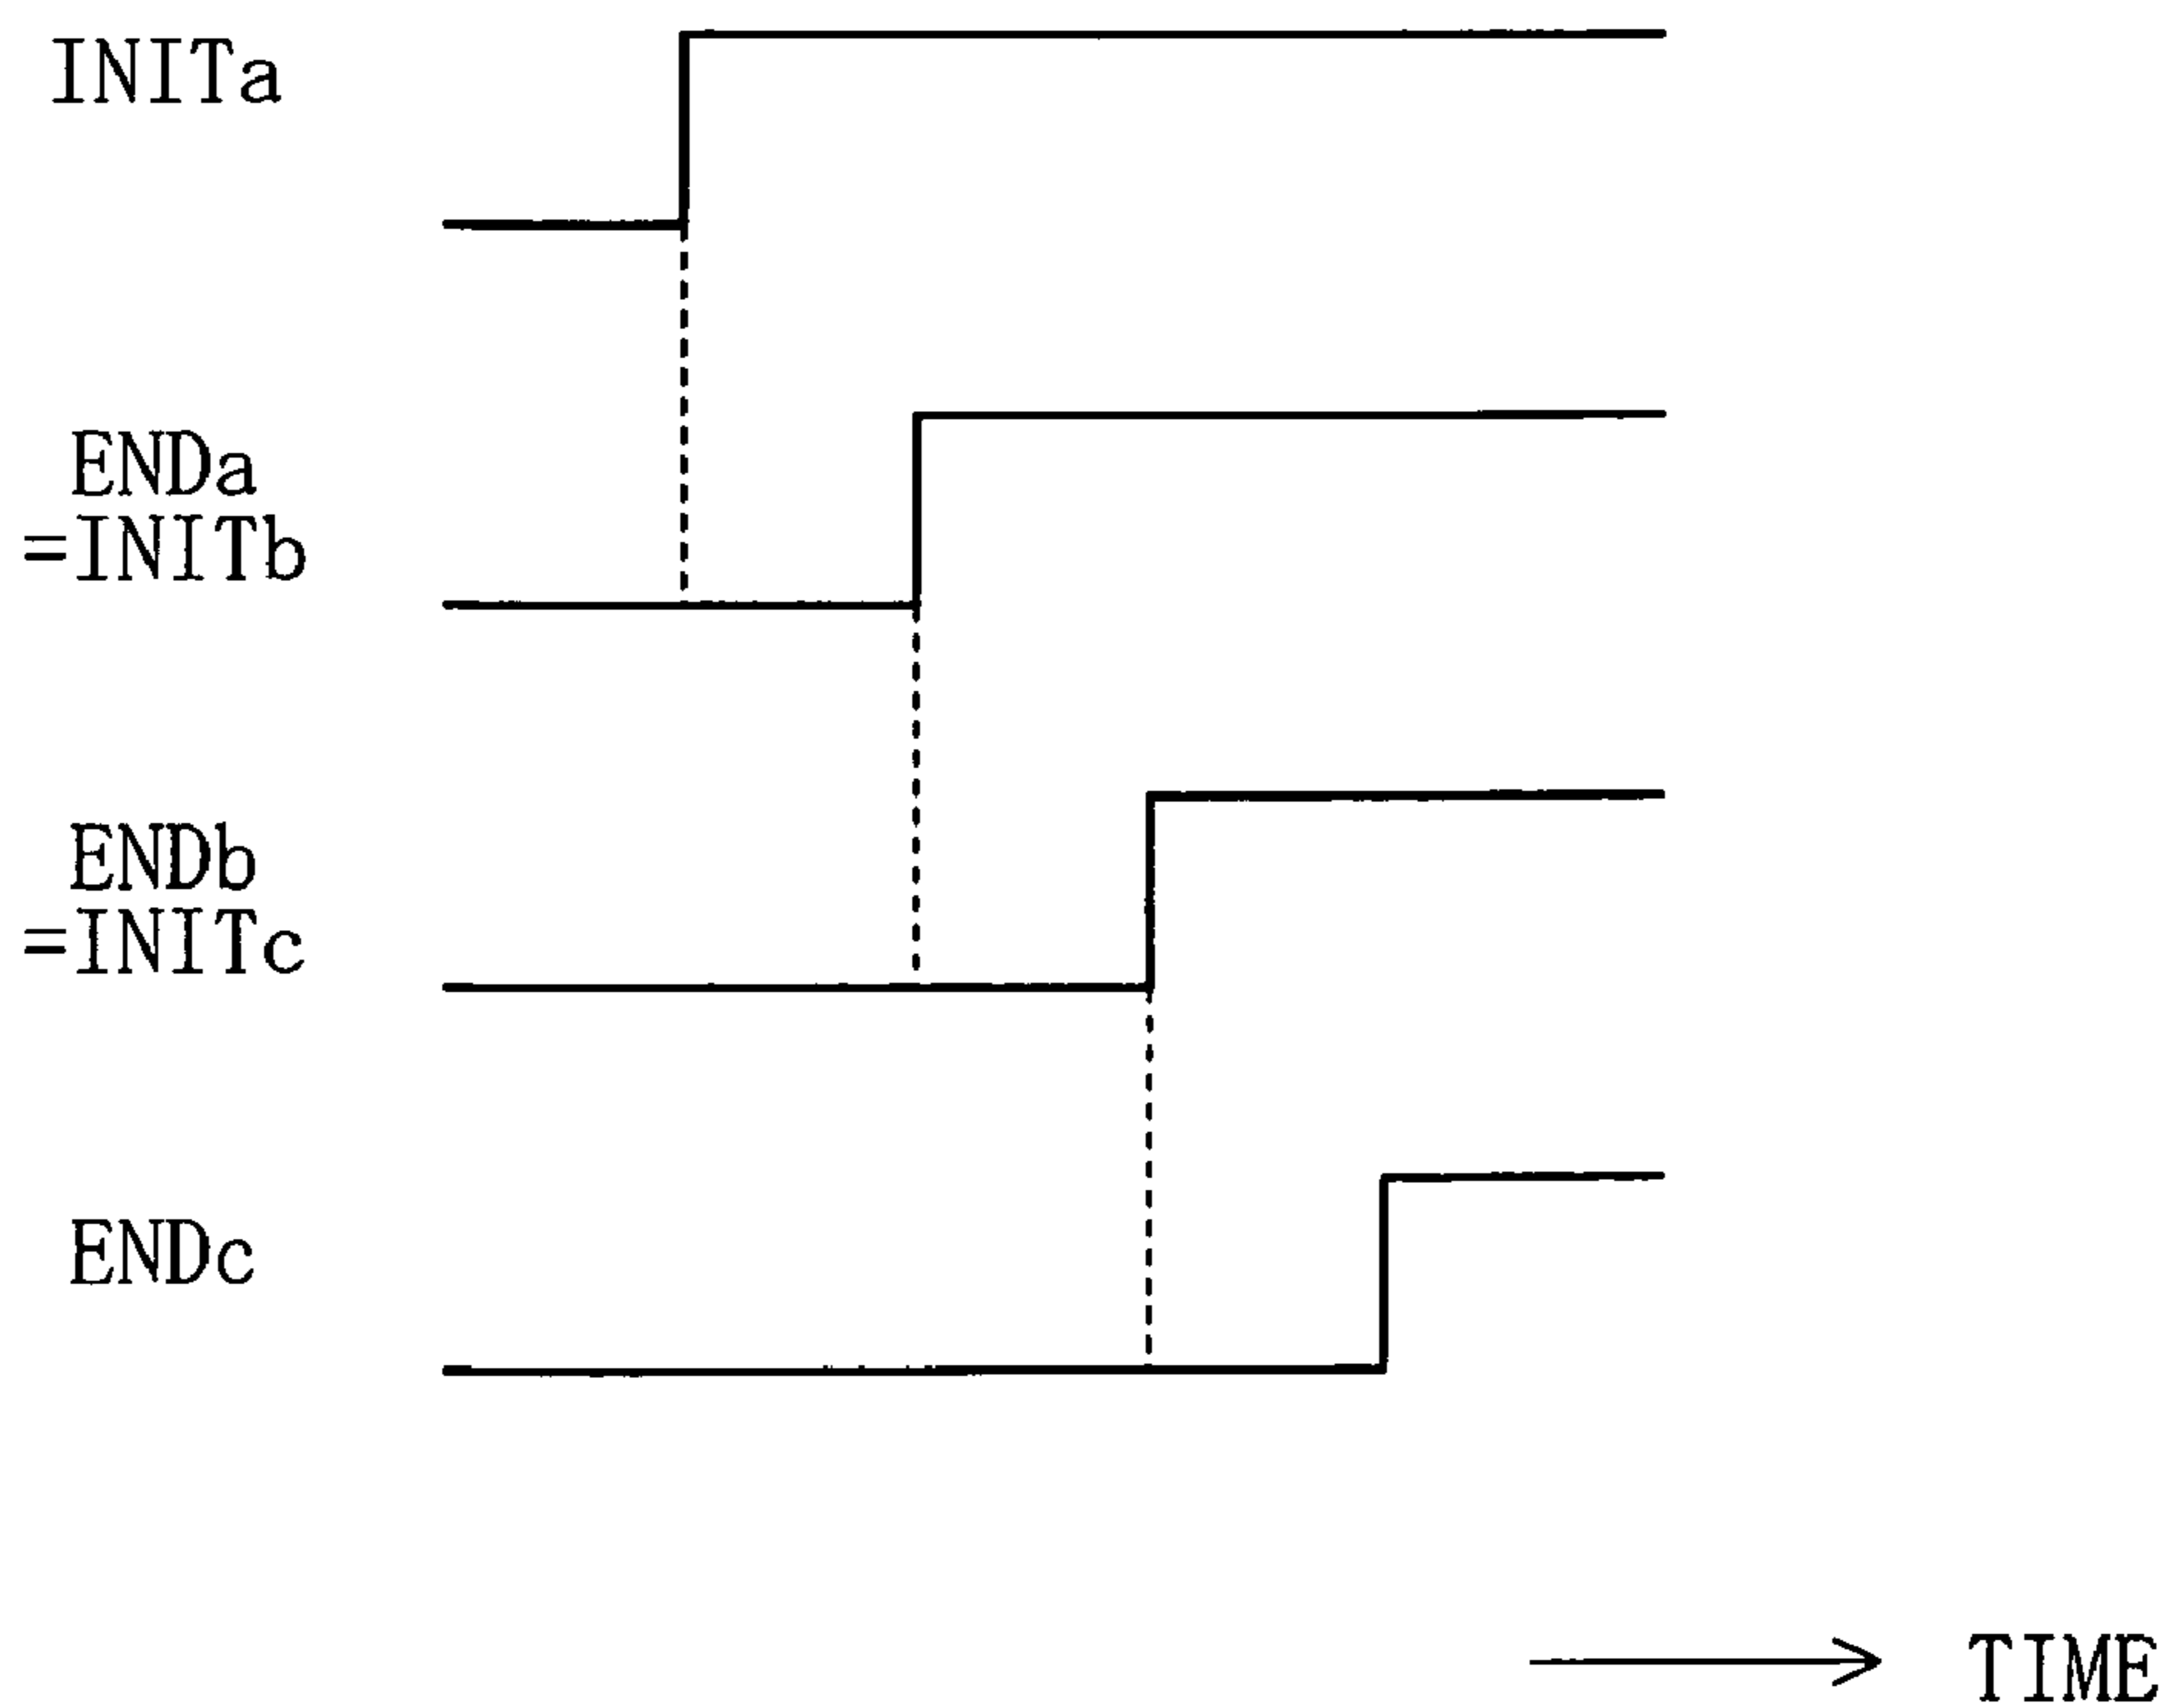 INITa
ENDa
=INITb
ENDb
=INITc
ENDc
TIME